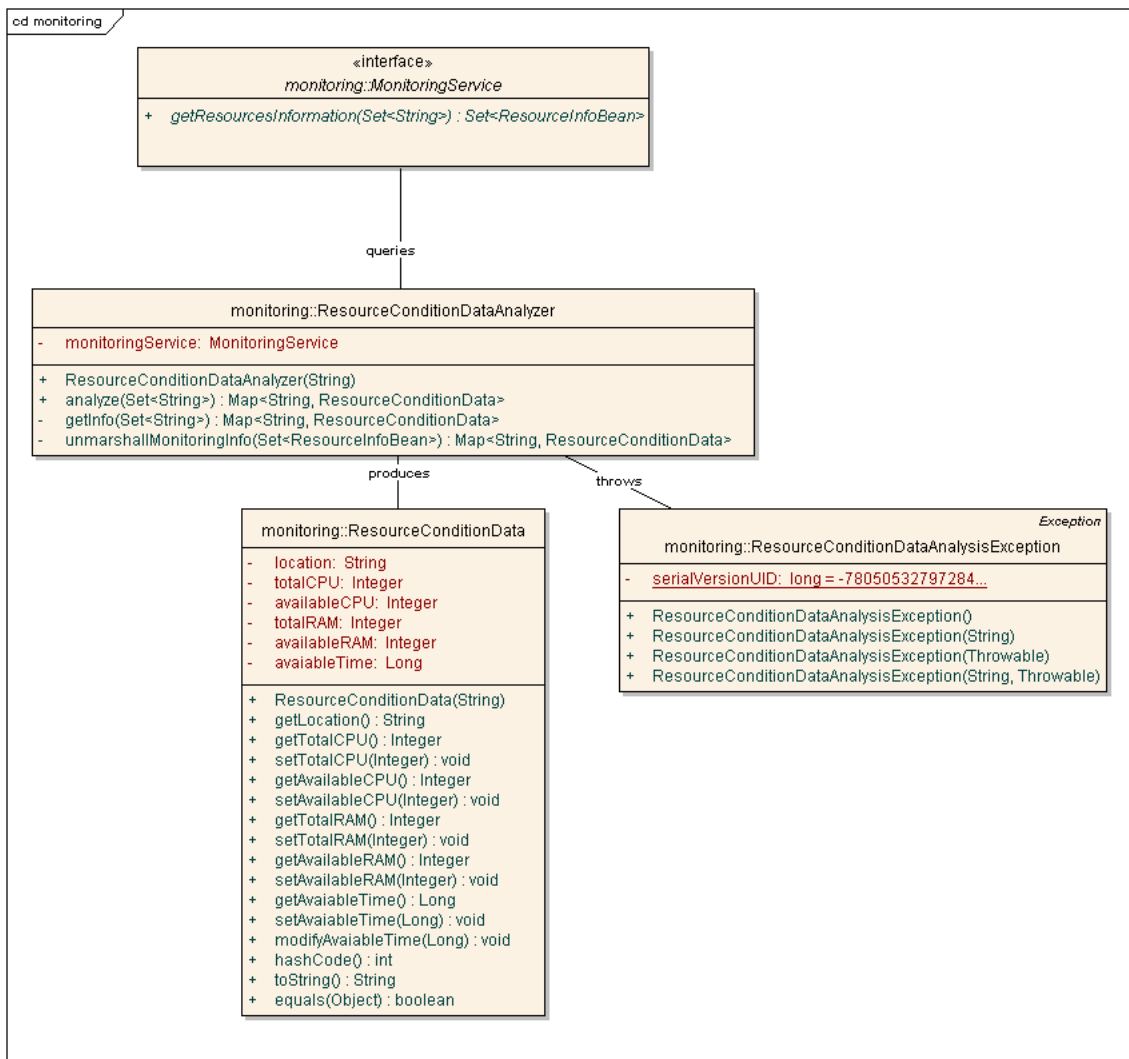 cd monitoring
«interface»
monitoring::MonitoringService
+ getResourcesInformation(Set<String>) : Set<ResourceInfoBean>
queries
monitoring::ResourceConditionDataAnalyzer
- monitoringService: MonitoringService
+ ResourceConditionDataAnalyzer(String)
+ analyze(Set<String>) : Map<String, ResourceConditionData>
- getInfo(Set<String>) : Map<String, ResourceConditionData>
- unmarshallMonitoringInfo(Set<ResourceInfoBean>) : Map<String, ResourceConditionData>
produces
throws
monitoring::ResourceConditionData
- location: String
- totalCPU: Integer
- availableCPU: Integer
- totalRAM: Integer
- availableRAM: Integer
- avaiableTime: Long
+ ResourceConditionData(String)
+ getLocation() : String
+ getTotalCPU() : Integer
+ setTotalCPU(Integer) : void
+ getAvailableCPU() : Integer
+ setAvailableCPU(Integer) : void
+ getTotalRAM() : Integer
+ setTotalRAM(Integer) : void
+ getAvailableRAM() : Integer
+ setAvailableRAM(Integer) : void
+ getAvaiableTime() : Long
+ setAvaiableTime(Long) : void
+ modifyAvaiableTime(Long) : void
+ hashCode() : int
+ toString() : String
+ equals(Object) : boolean
Exception
monitoring::ResourceConditionDataAnalysisException
- serialVersionUID: long = -78050532797284...
+ ResourceConditionDataAnalysisException()
+ ResourceConditionDataAnalysisException(String)
+ ResourceConditionDataAnalysisException(Throwable)
+ ResourceConditionDataAnalysisException(String, Throwable)